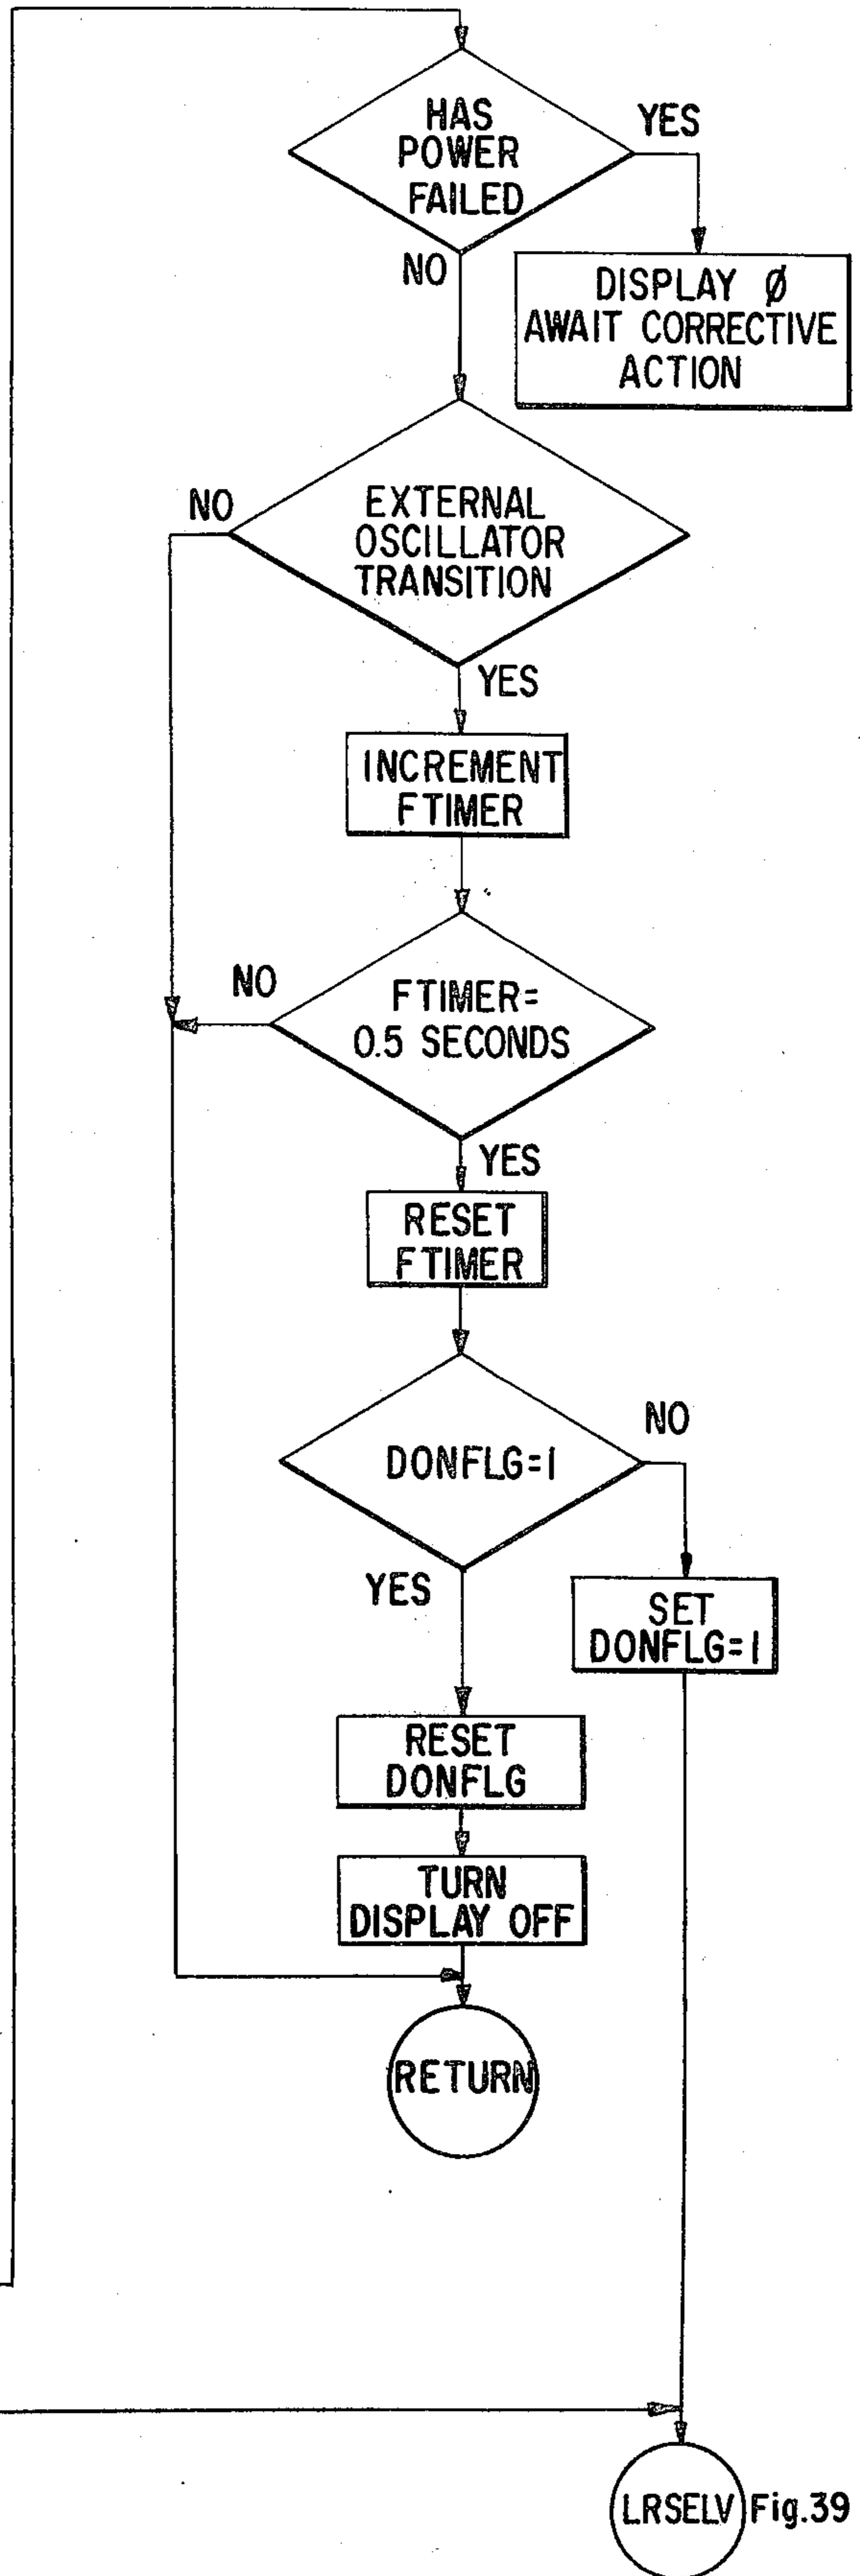 HAS
POWER
FAILED
YES
NO
DISPLAY Ø
AWAIT CORRECTIVE
ACTION
NO
EXTERNAL
OSCILLATOR
TRANSITION
YES
INCREMENT
FTIMER
NO
FTIMER=
0.5 SECONDS
YES
RESET
FTIMER
DONFLG=1
NO
YES
SET
DONFLG=1
RESET
DONFLG
TURN
DISPLAY OFF
RETURN
LRSELV Fig.39